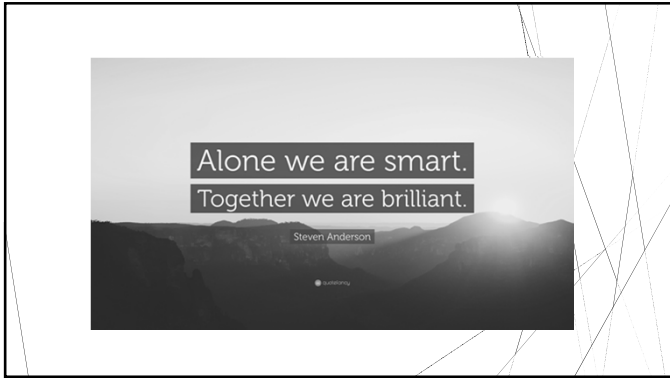 Alone we are smart.
Together we are brilliant.
Steven Anderson
quotefancy